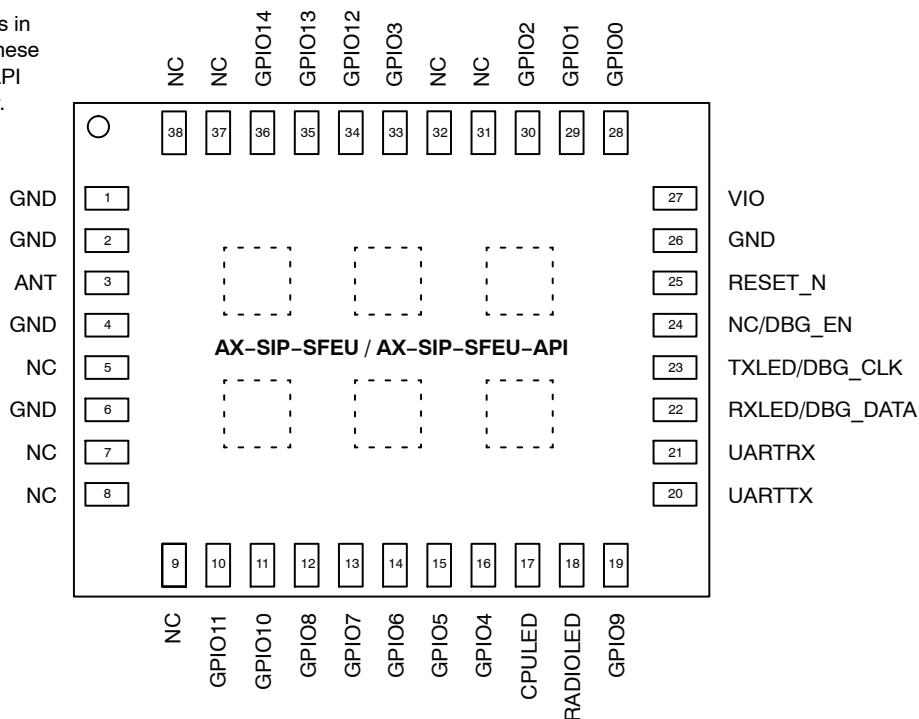 s in
hese
PI
NC
NC
GPIO14
GPIO13
GPIO12
GPIO3
NC
NC
GPIO2
GPIO1
GPIO0
38
37
36
35
34
33
32
31
30
29
28
GND 1
GND 2
ANT 3
GND 4
NC 5
GND 6
NC 7
NC 8
27 VIO
26 GND
25 RESET_N
24 NC/DBG_EN
23 TXLED/DBG_CLK
22 RXLED/DBG_DATA
21 UARTRX
20 UARTTX
AX–SIP–SFEU / AX–SIP–SFEU–API
9
10
11
12
13
14
15
16
17
18
19
NC
GPIO11
GPIO10
GPIO8
GPIO7
GPIO6
GPIO5
GPIO4
CPULED
RADIOLED
GPIO9